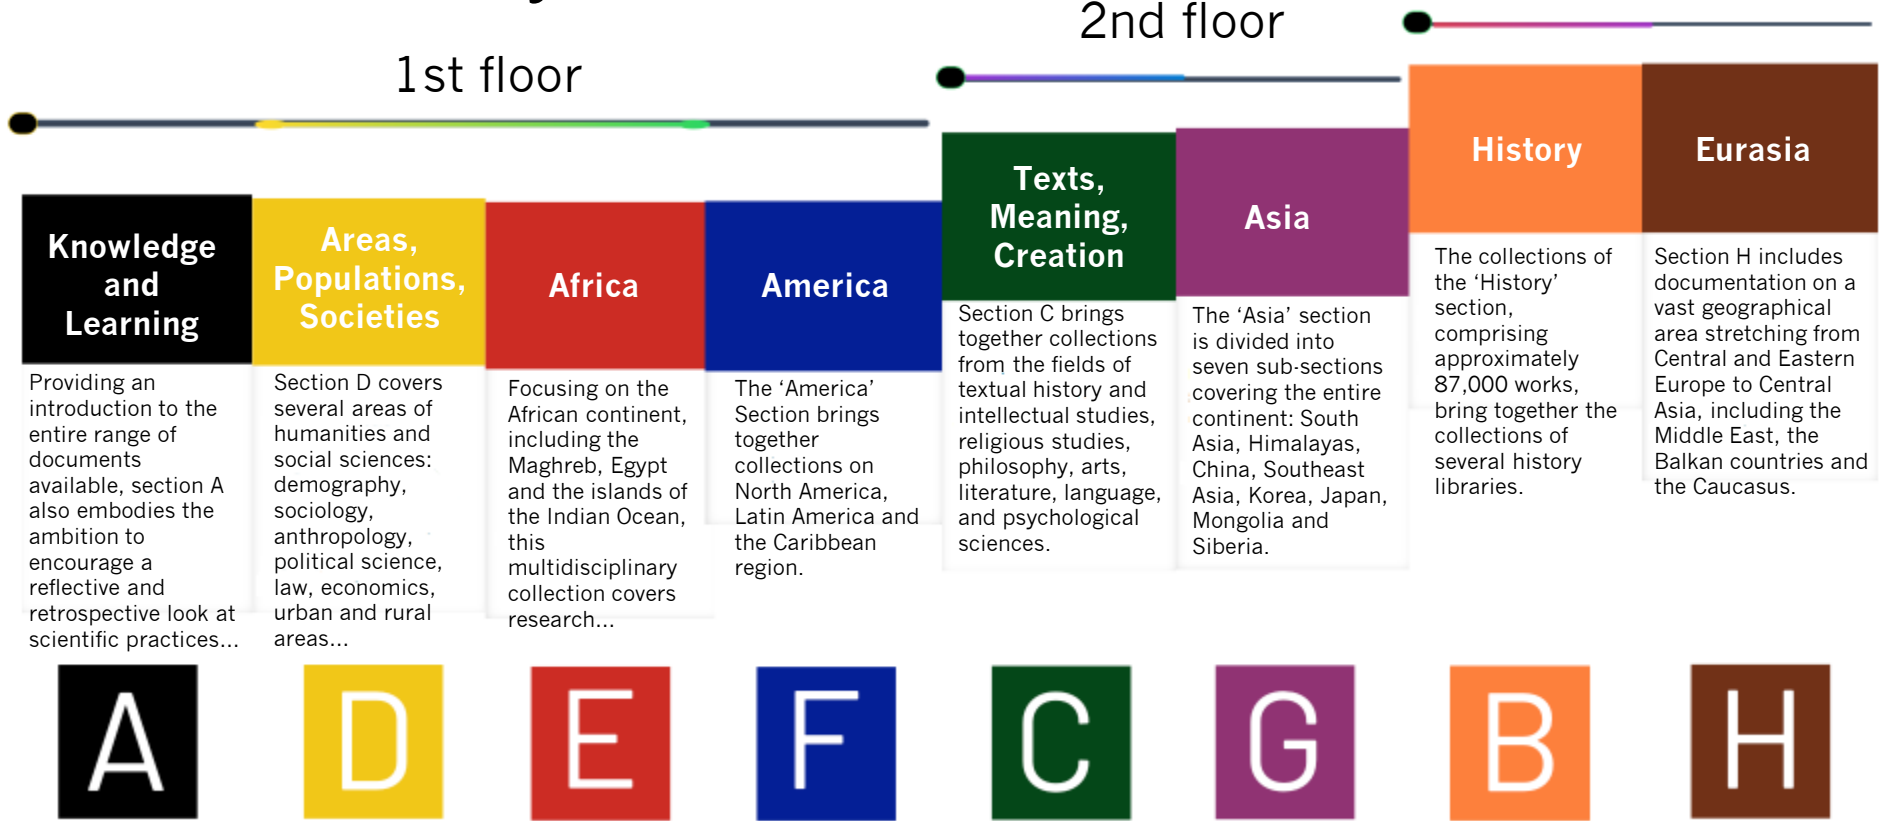 1st floor
2nd floor
Knowledge
and
Learning
Providing an
introduction to the
entire range of
documents
available, section A
also embodies the
ambition to
encourage a
reflective and
retrospective look at
scientific practices...
A
Areas,
Populations,
Societies
Section D covers
several areas of
humanities and
social sciences:
demography,
sociology,
anthropology,
political science,
law, economics,
urban and rural
areas...
D
Africa
Focusing on the
African continent,
including the
Maghreb, Egypt
and the islands of
the Indian Ocean,
this
multidisciplinary
collection covers
research...
E
America
The ‘America’
Section brings
together
collections on
North America,
Latin America and
the Caribbean
region.
F
Texts,
Meaning,
Creation
Section C brings
together collections
from the fields of
textual history and
intellectual studies,
religious studies,
philosophy, arts,
literature, language,
and psychological
sciences.
C
Asia
The ‘Asia’ section
is divided into
seven sub-sections
covering the entire
continent: South
Asia, Himalayas,
China, Southeast
Asia, Korea, Japan,
Mongolia and
Siberia.
G
History
The collections of
the ‘History’
section,
comprising
approximately
87,000 works,
bring together the
collections of
several history
libraries.
B
Eurasia
Section H includes
documentation on a
vast geographical
area stretching from
Central and Eastern
Europe to Central
Asia, including the
Middle East, the
Balkan countries and
the Caucasus.
H